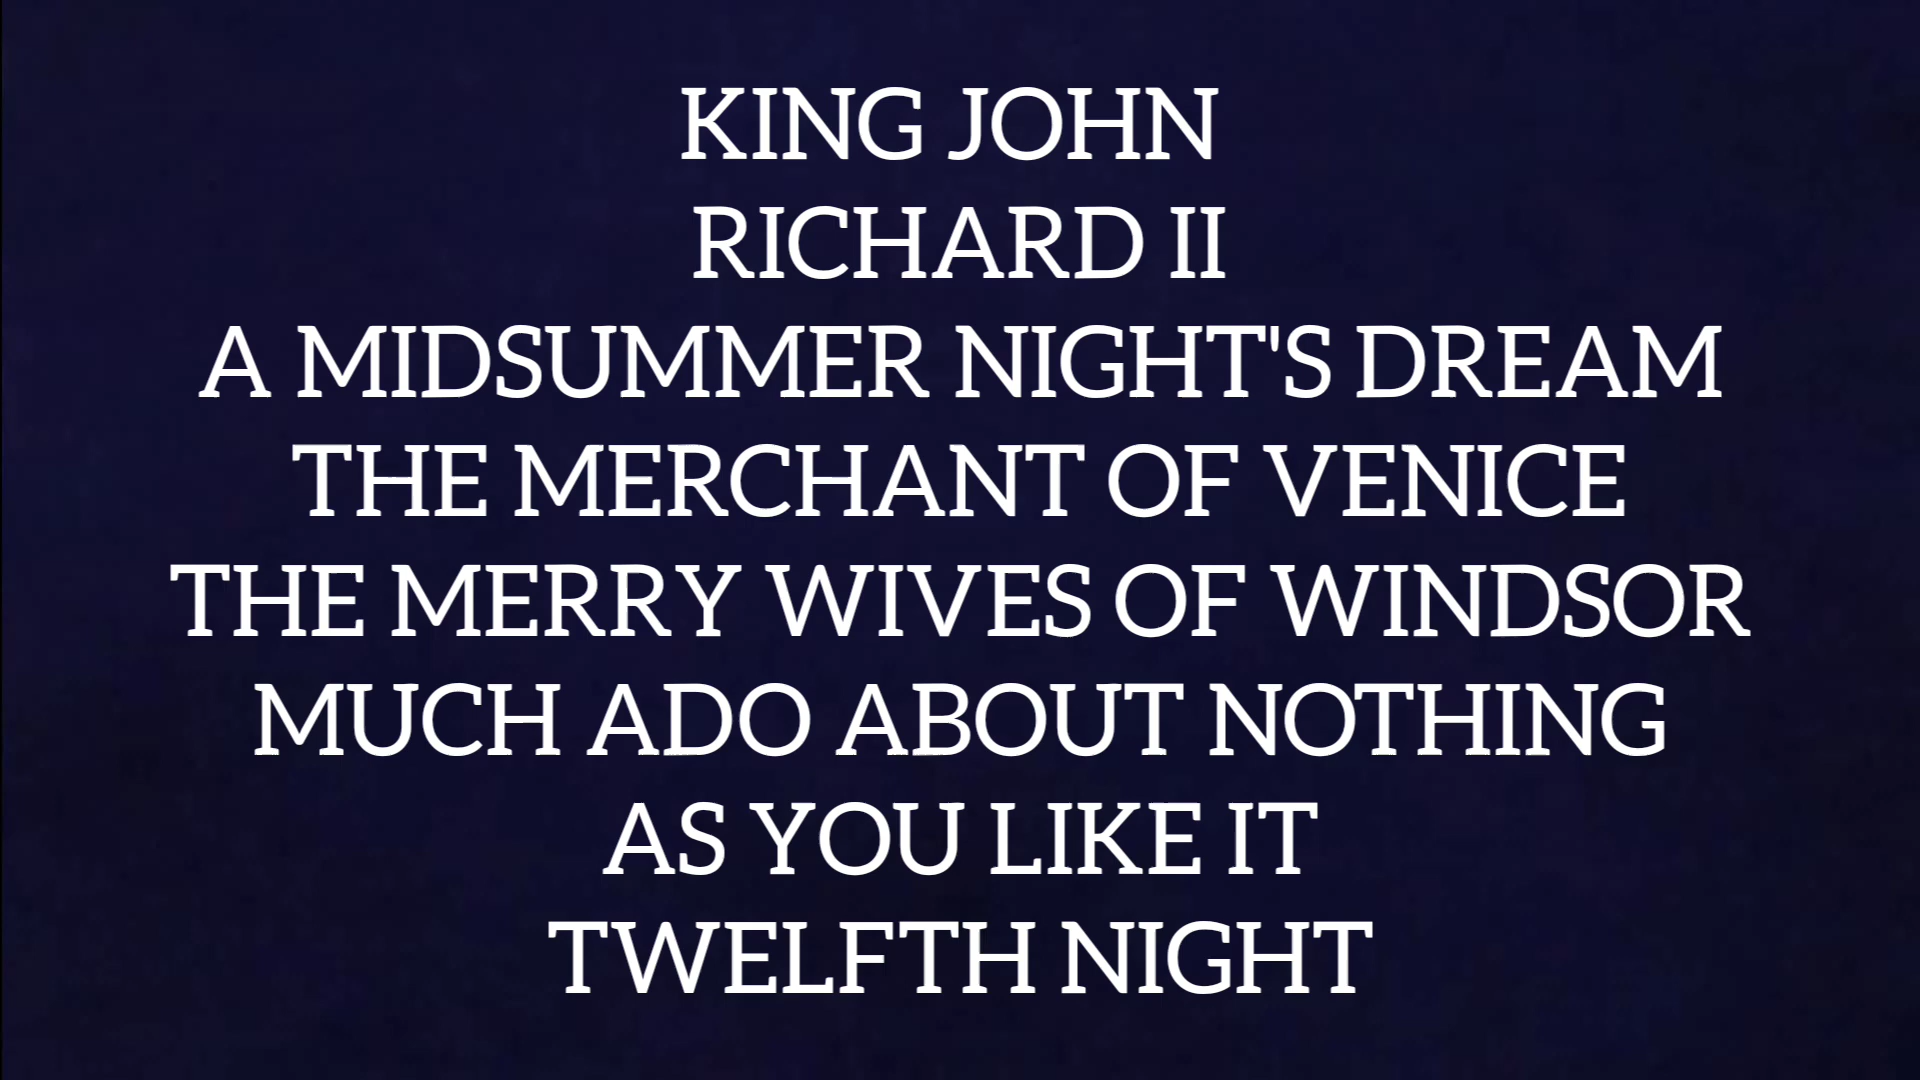 KING JOHN
RICHARD II
A MIDSUMMER NIGHT'S DREAM
THE MERCHANT OF VENICE
THE MERRY WIVES OF WINDSOR
MUCH ADO ABOUT NOTHING
AS YOU LIKE IT
TWELFTH NIGHT